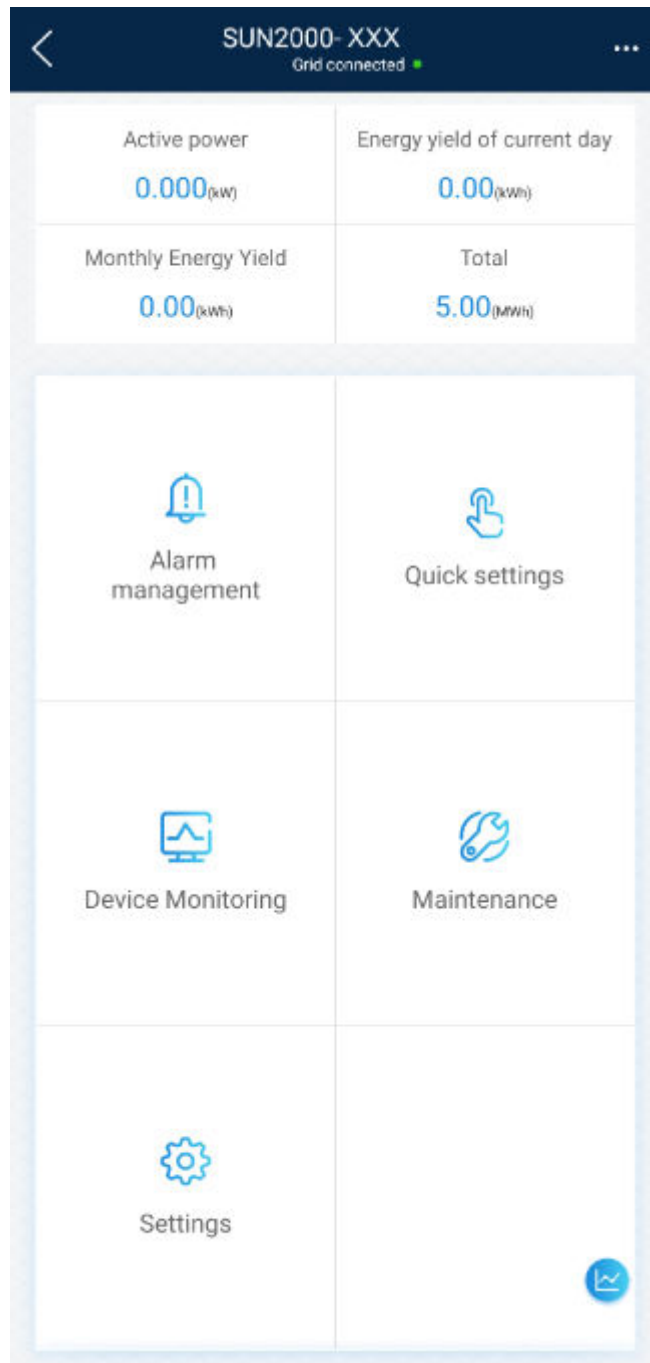 SUN2000- XXX
Grid connected
Active power
Energy yield of current day
0.000(kW)
0.00(kWh)
Monthly Energy Yield
Total
0.00(kWh)
5.00(MWh)
Alarm
management
Quick settings
Device Monitoring
Maintenance
Settings